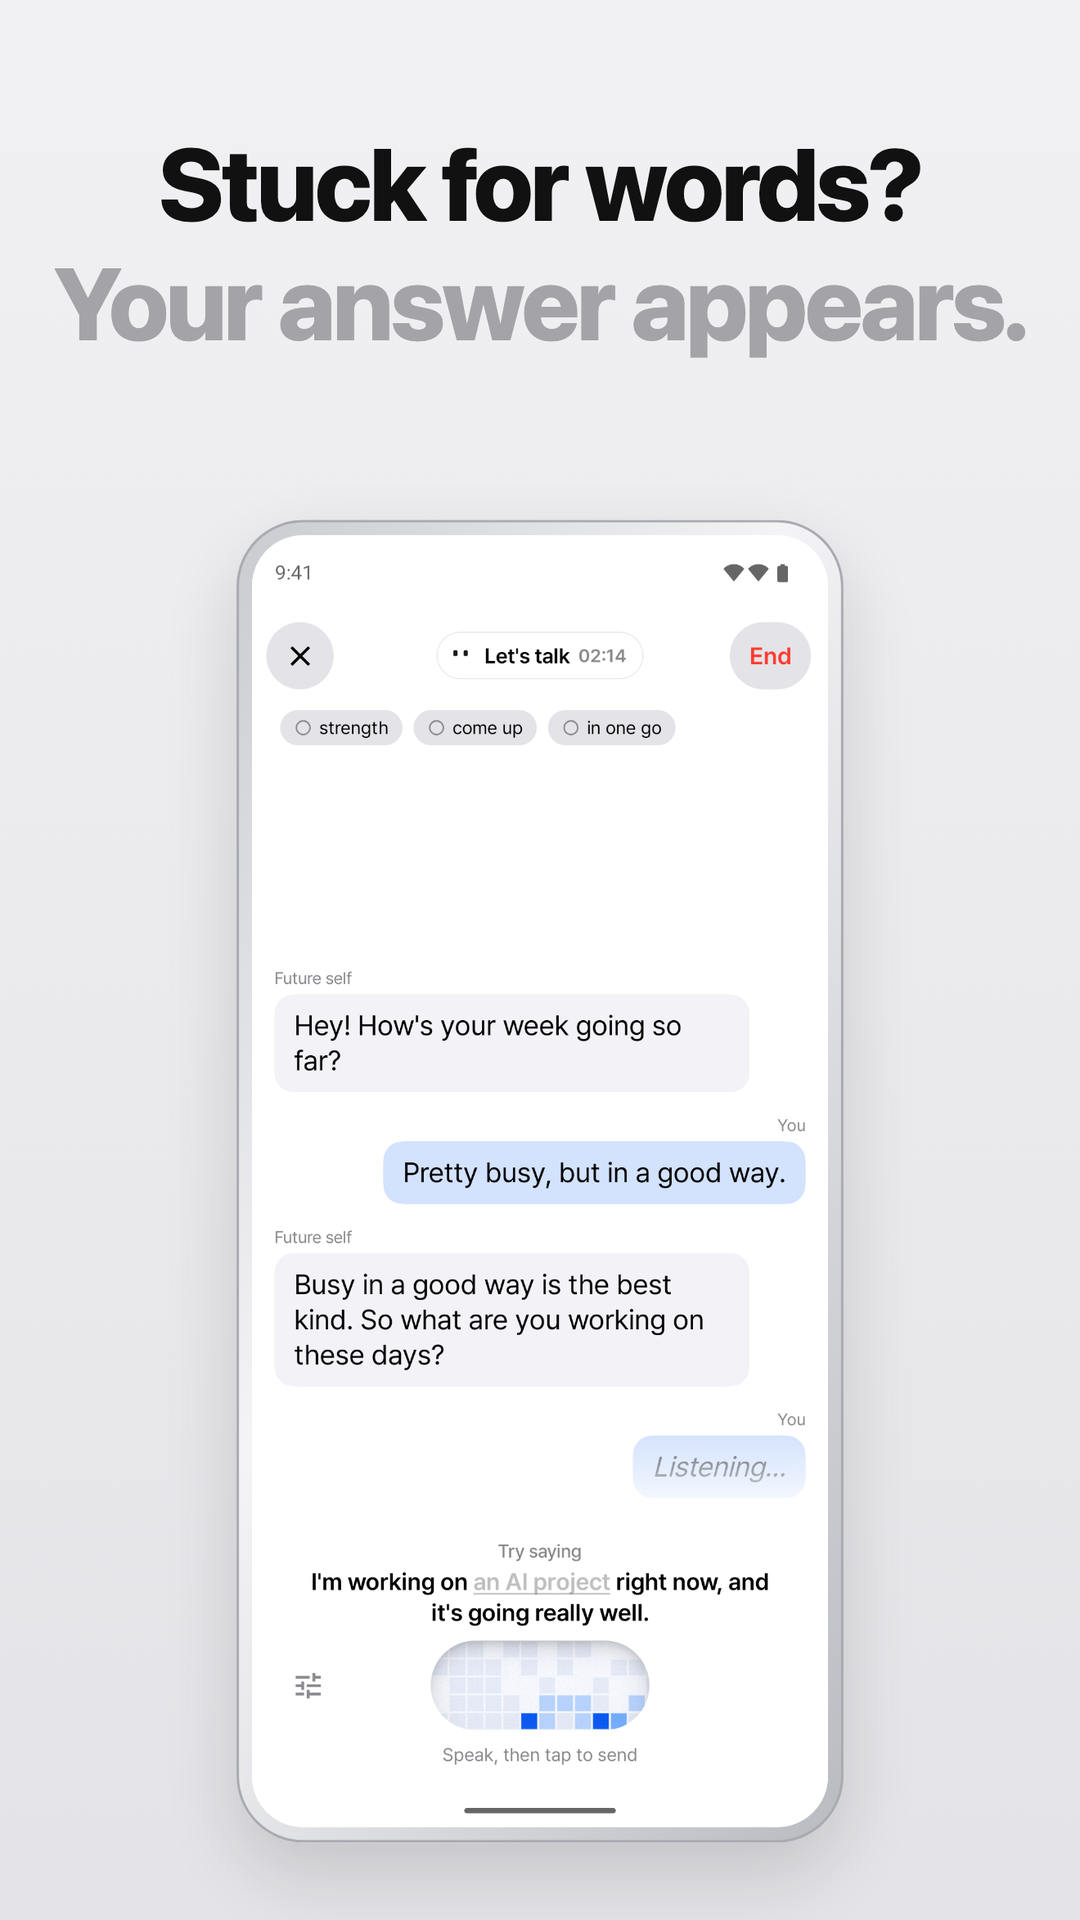 Stuck for words?
Your answer appears.
9:41
Let's talk 02:14
End
strength
come up
in one go
Future self
Hey! How's your week going so
far?
You
Pretty busy, but in a good way.
Future self
Busy in a good way is the best
kind. So what are you working on
these days?
You
Listening...
Try saying
I'm working on an AI project right now, and
it's going really well.
Speak, then tap to send